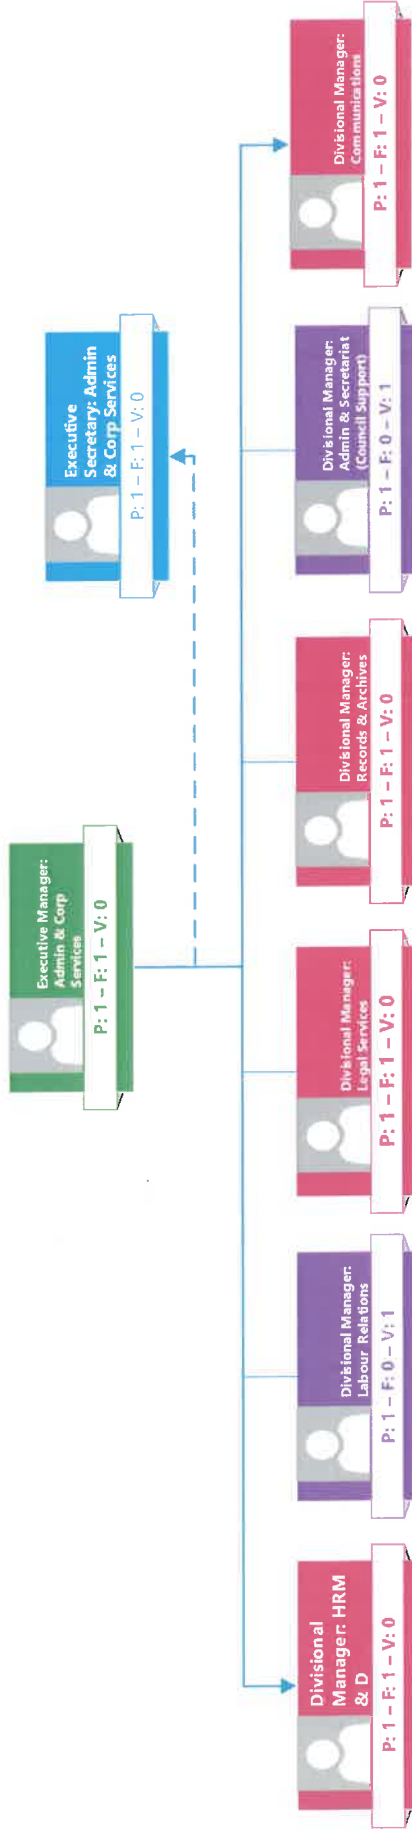 Executive Manager:
Admin & Corp
Services
P: 1 – F: 1 – V: 0
Executive
Secretary: Admin
& Corp Services
P: 1 – F: 1 – V: 0
Divisional
Manager: HRM
& D
P: 1 – F: 1 – V: 0
Divisional Manager:
Labour Relations
P: 1 – F: 0 – V: 1
Divisional Manager:
Legal Services
P: 1 – F: 1 – V: 0
Divisional Manager:
Records & Archives
P: 1 – F: 1 – V: 0
Divisional Manager:
Admin & Secretariat
(Council Support)
P: 1 – F: 0 – V: 1
Divisional Manager:
Communications
P: 1 – F: 1 – V: 0